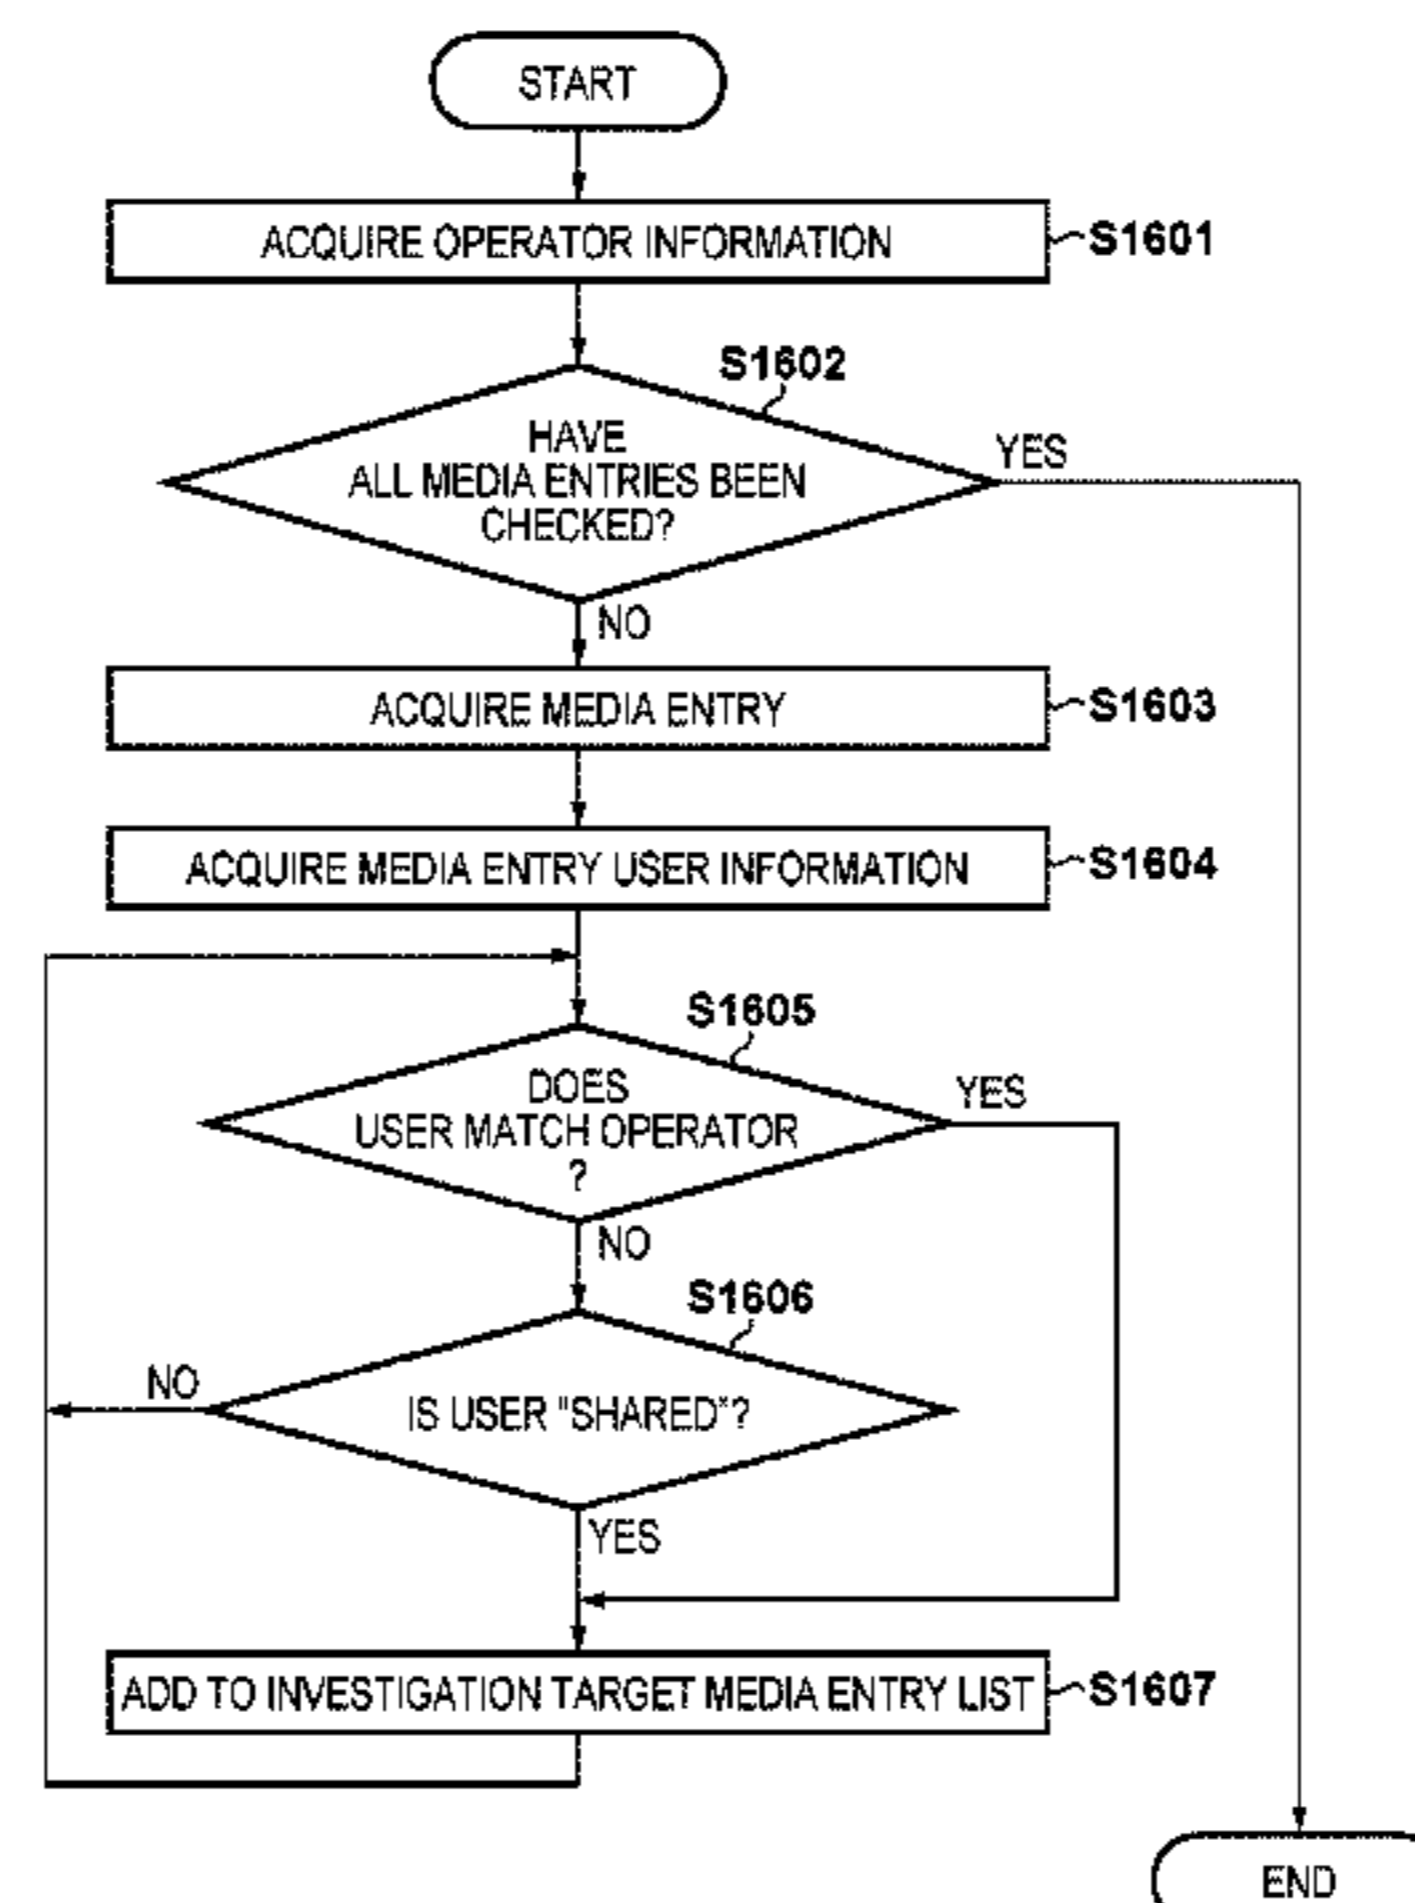 START
ACQUIRE OPERATOR INFORMATION
S1601
S1602
HAVE
ALL MEDIA ENTRIES BEEN
CHECKED?
YES
NO
ACQUIRE MEDIA ENTRY
S1603
ACQUIRE MEDIA ENTRY USER INFORMATION
S1604
S1605
DOES
USER MATCH OPERATOR
?
YES
NO
S1606
IS USER "SHARED"?
NO
YES
ADD TO INVESTIGATION TARGET MEDIA ENTRY LIST
S1607
END